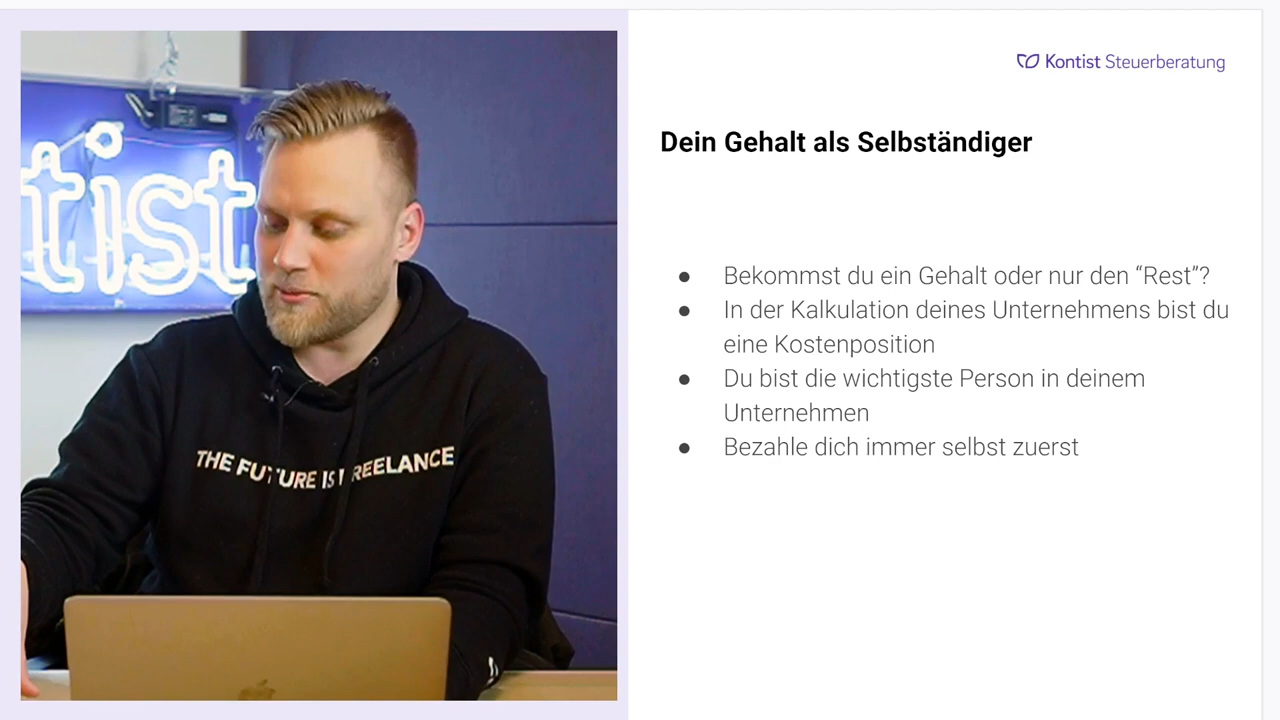 tist
THE FUTURE IS FREELANCE
Kontist Steuerberatung
Dein Gehalt als Selbständiger
● Bekommst du ein Gehalt oder nur den “Rest”?
● In der Kalkulation deines Unternehmens bist du
eine Kostenposition
● Du bist die wichtigste Person in deinem
Unternehmen
● Bezahle dich immer selbst zuerst